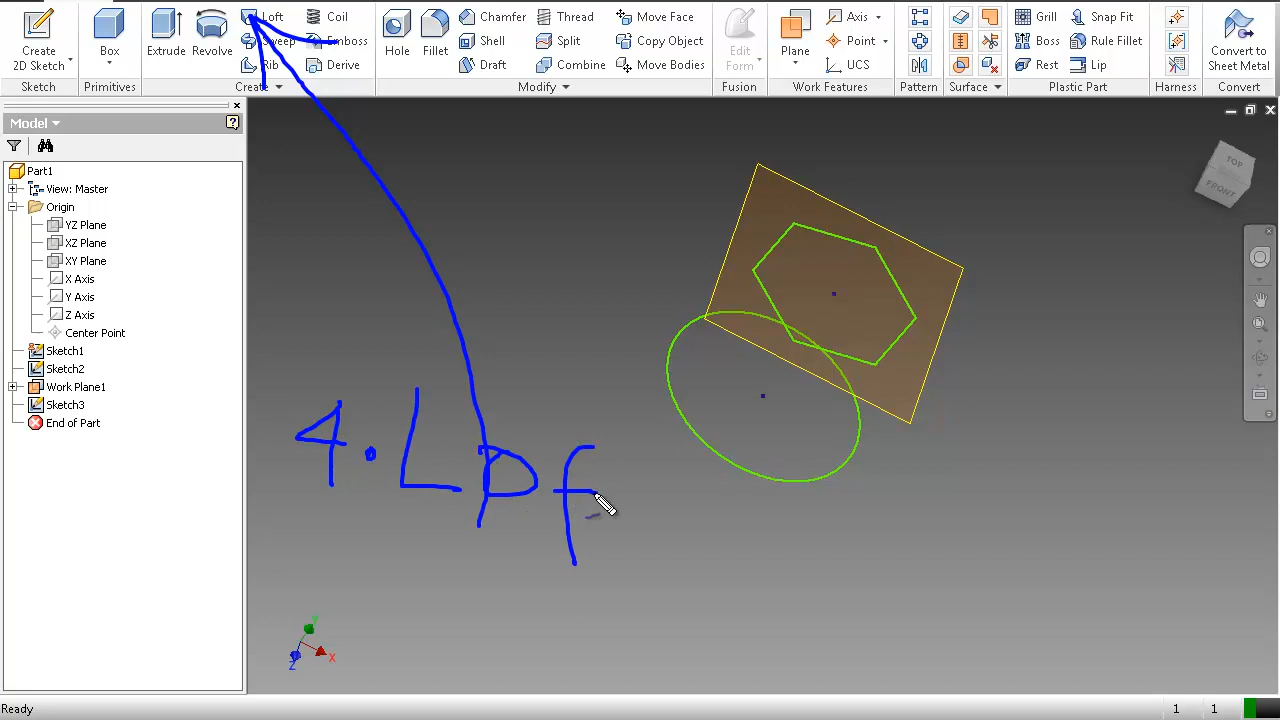 Create
2D Sketch
Sketch
Box
Primitives
Extrude
Revolve
Loft
Sweep
Rib
Coil
Emboss
Derive
Create
Hole
Fillet
Chamfer
Shell
Draft
Thread
Split
Combine
Move Face
Copy Object
Move Bodies
Modify
Edit
Form
Fusion
Plane
Axis
Point
UCS
Work Features
Pattern
Surface
Grill
Boss
Rest
Snap Fit
Rule Fillet
Lip
Plastic Part
Harness
Convert to
Sheet Metal
Convert
Model
?
Part1
View: Master
Origin
YZ Plane
XZ Plane
XY Plane
X Axis
Y Axis
Z Axis
Center Point
Sketch1
Sketch2
Work Plane1
Sketch3
End of Part
TOP
FRONT
4. Lof
Y
X
Z
Ready
1 1